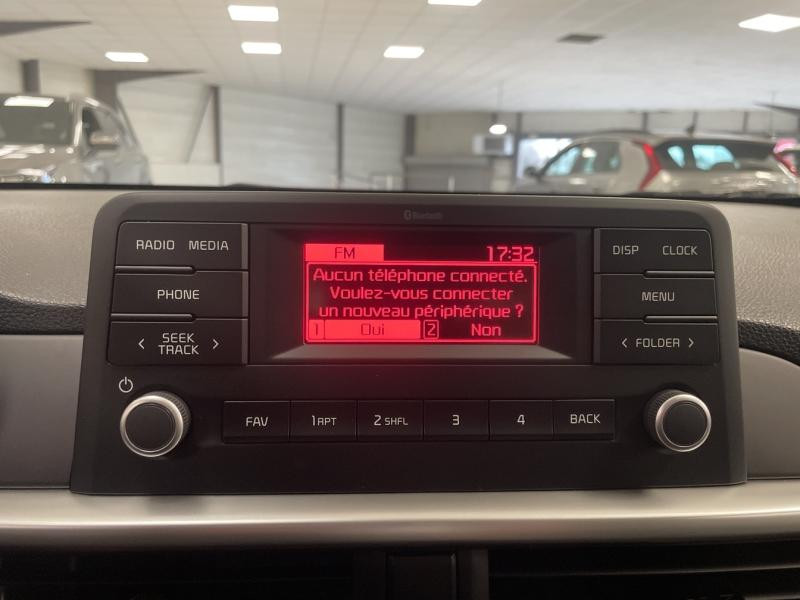 Bluetooth
RADIO MEDIA
PHONE
SEEK
TRACK
FM 17:32
Aucun téléphone connecté.
Voulez-vous connecter
un nouveau périphérique ?
1 Oui 2 Non
DISP CLOCK
MENU
FOLDER
FAV 1 RPT 2 SHFL 3 4 BACK